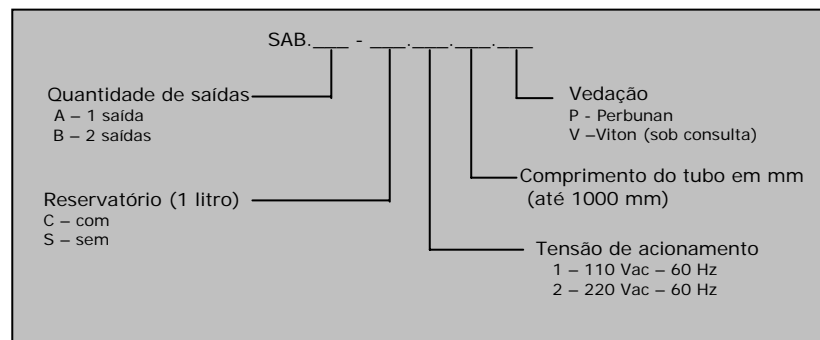 SAB.___ - ___.___.___.___
Quantidade de saídas
A – 1 saída
B – 2 saídas
Vedação
P - Perbunan
V –Viton (sob consulta)
Reservatório (1 litro)
C – com
S – sem
Comprimento do tubo em mm
(até 1000 mm)
Tensão de acionamento
1 – 110 Vac – 60 Hz
2 – 220 Vac – 60 Hz